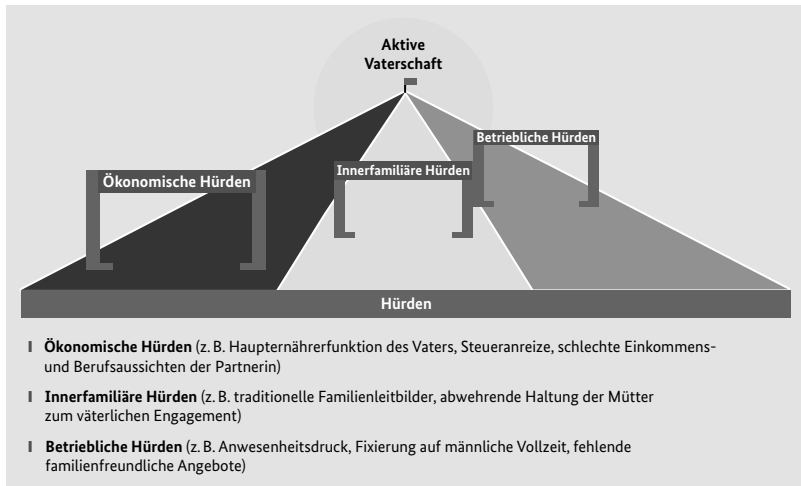 Aktive
Vaterschaft
Betriebliche Hürden
Innerfamiliäre Hürden
Ökonomische Hürden
Hürden
Ökonomische Hürden (z. B. Haupternährerfunktion des Vaters, Steueranreize, schlechte Einkommens-
und Berufsaussichten der Partnerin)
Innerfamiliäre Hürden (z. B. traditionelle Familienleitbilder, abwehrende Haltung der Mütter
zum väterlichen Engagement)
Betriebliche Hürden (z. B. Anwesenheitsdruck, Fixierung auf männliche Vollzeit, fehlende
familienfreundliche Angebote)